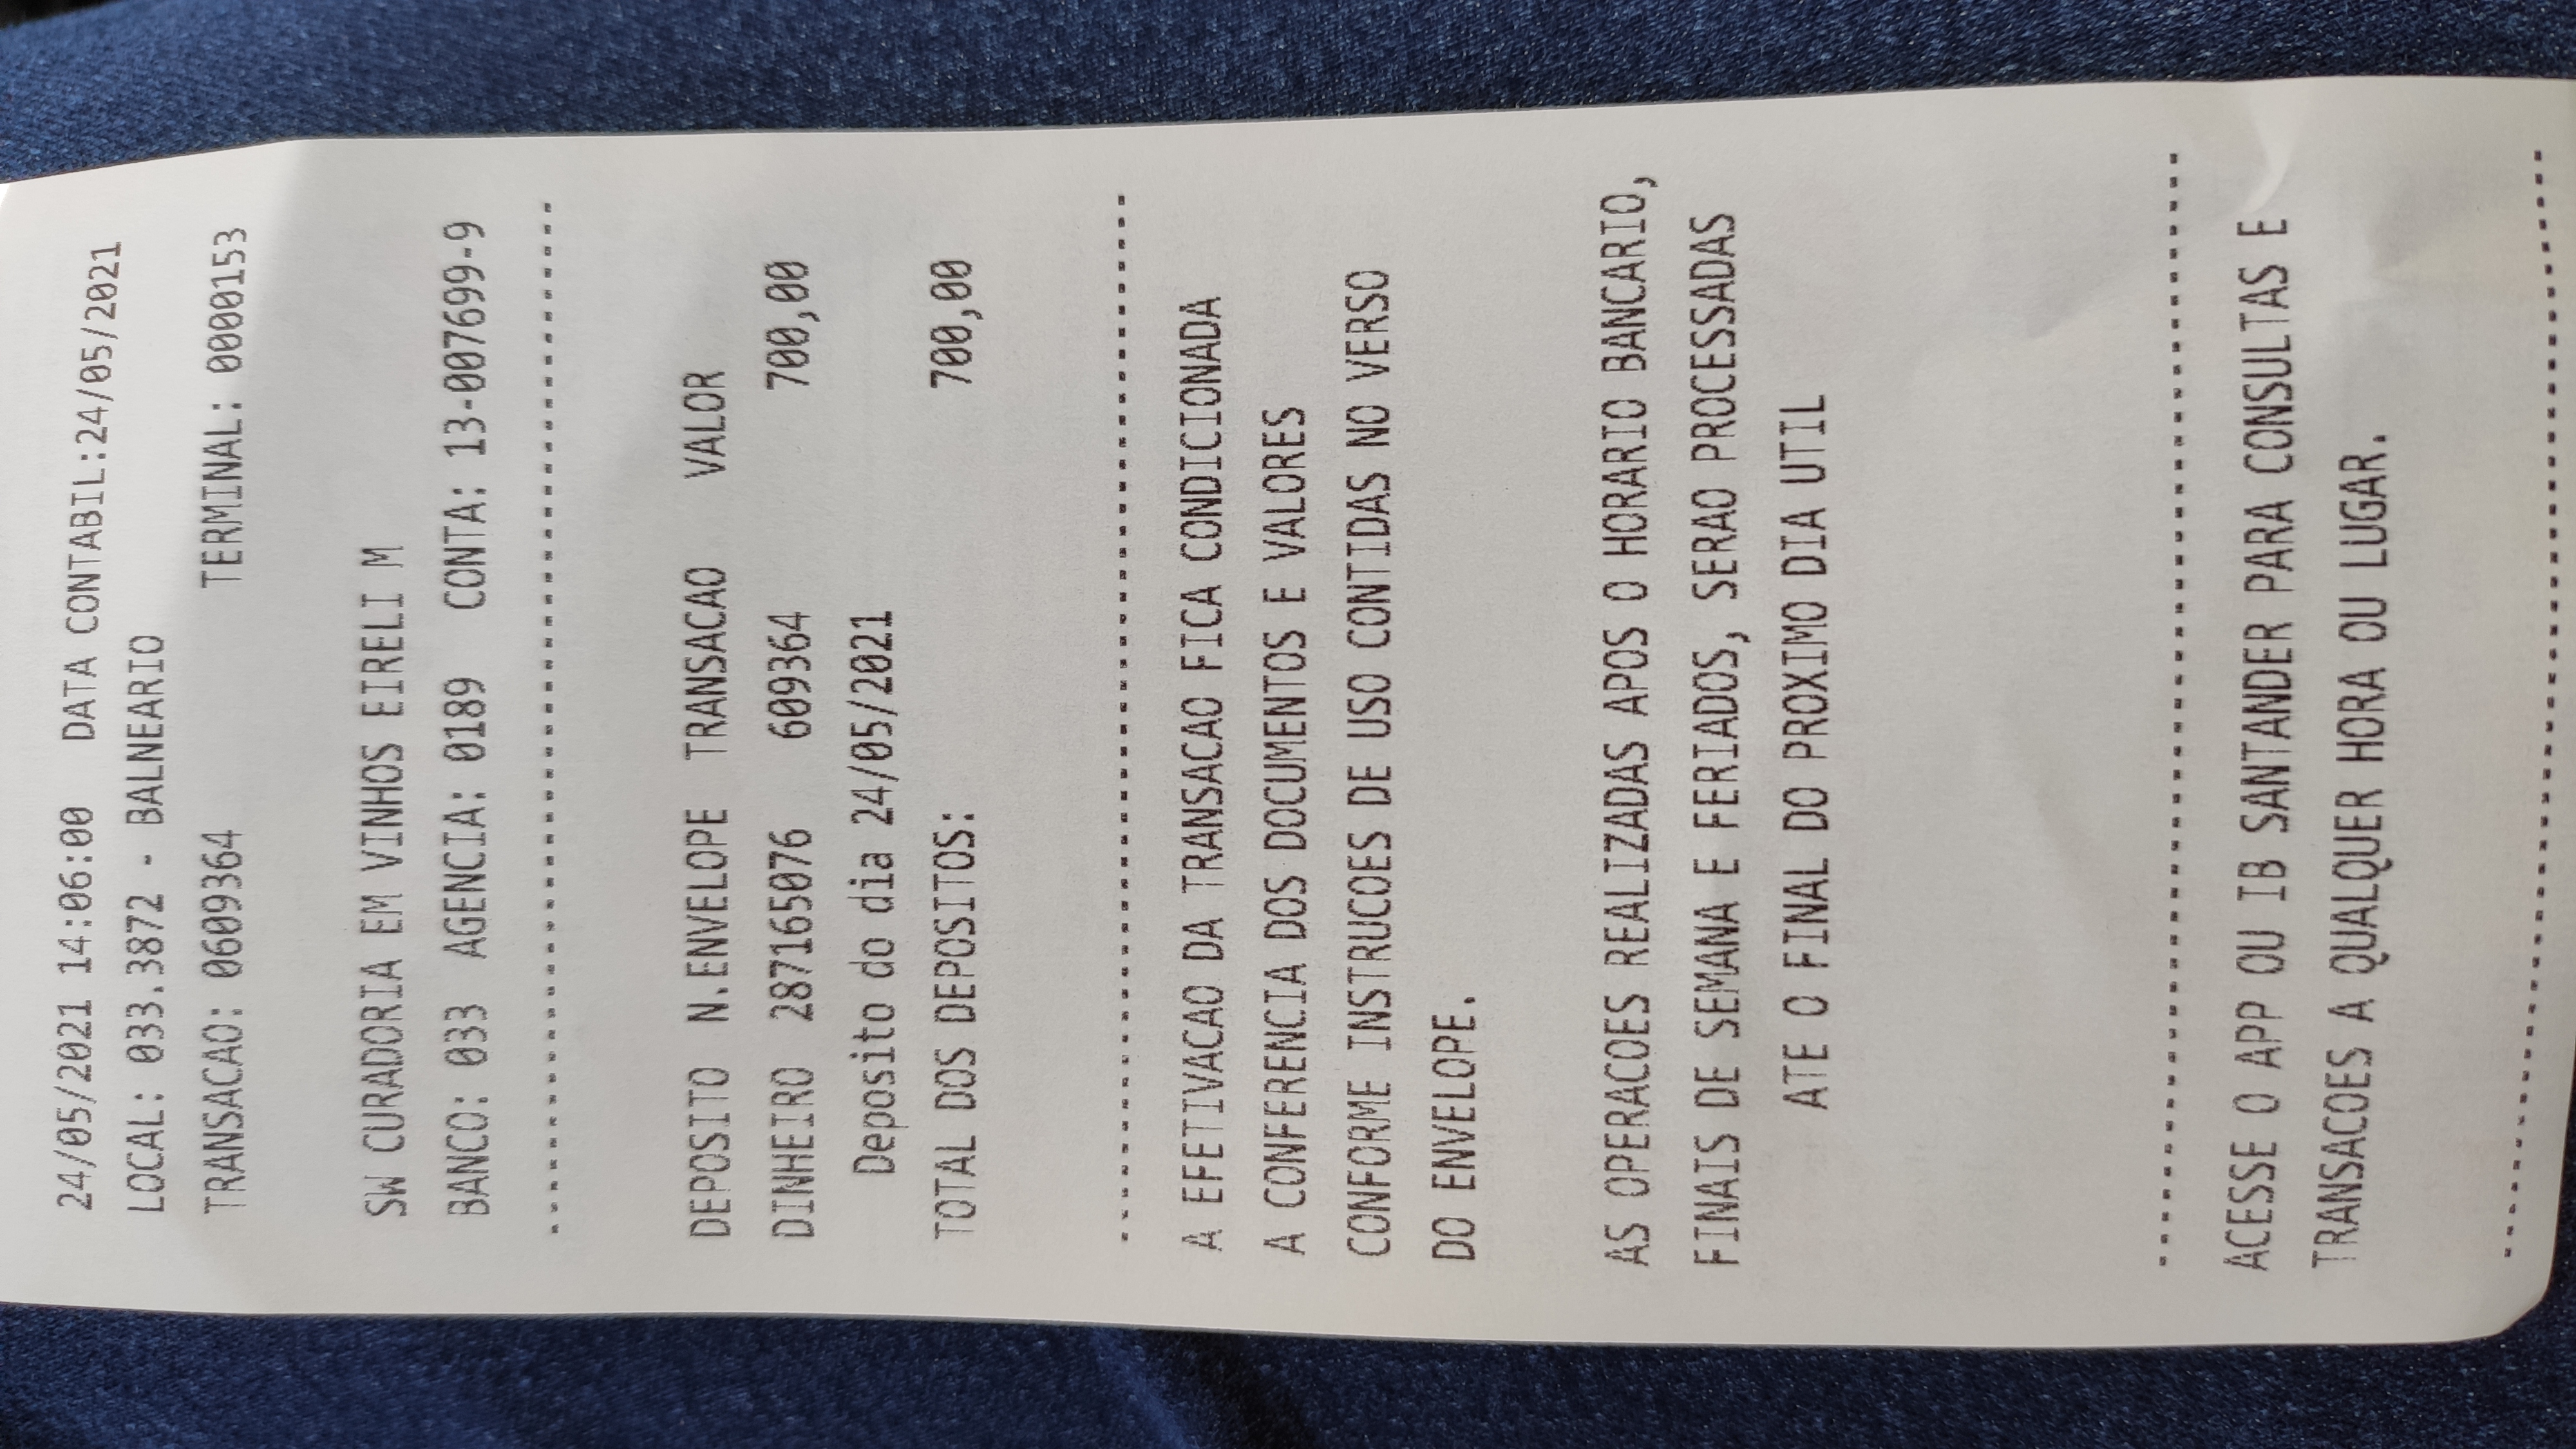 24/05/2021 14:06:00 DATA CONTABIL:24/05/2021
LOCAL: 033.3872 - BALNEARIO
TRANSACAO: 0609364 TERMINAL: 0000153
SW CURADORIA EM VINHOS EIRELI M
BANCO: 033 AGENCIA: 0189 CONTA: 13-007699-9
DEPOSITO N.ENVELOPE TRANSACAO VALOR
DINHEIRO 2871165076 609364 700,00
Deposito do dia 24/05/2021
TOTAL DOS DEPOSITOS: 700,00
A EFETIVACAO DA TRANSACAO FICA CONDICIONADA
A CONFERENCIA DOS DOCUMENTOS E VALORES
CONFORME INSTRUCOES DE USO CONTIDAS NO VERSO
DO ENVELOPE.
AS OPERACOES REALIZADAS APOS O HORARIO BANCARIO,
FINAIS DE SEMANA E FERIADOS, SERAO PROCESSADAS
ATE O FINAL DO PROXIMO DIA UTIL
ACESSE O APP OU IB SANTANDER PARA CONSULTAS E
TRANSACOES A QUALQUER HORA OU LUGAR.